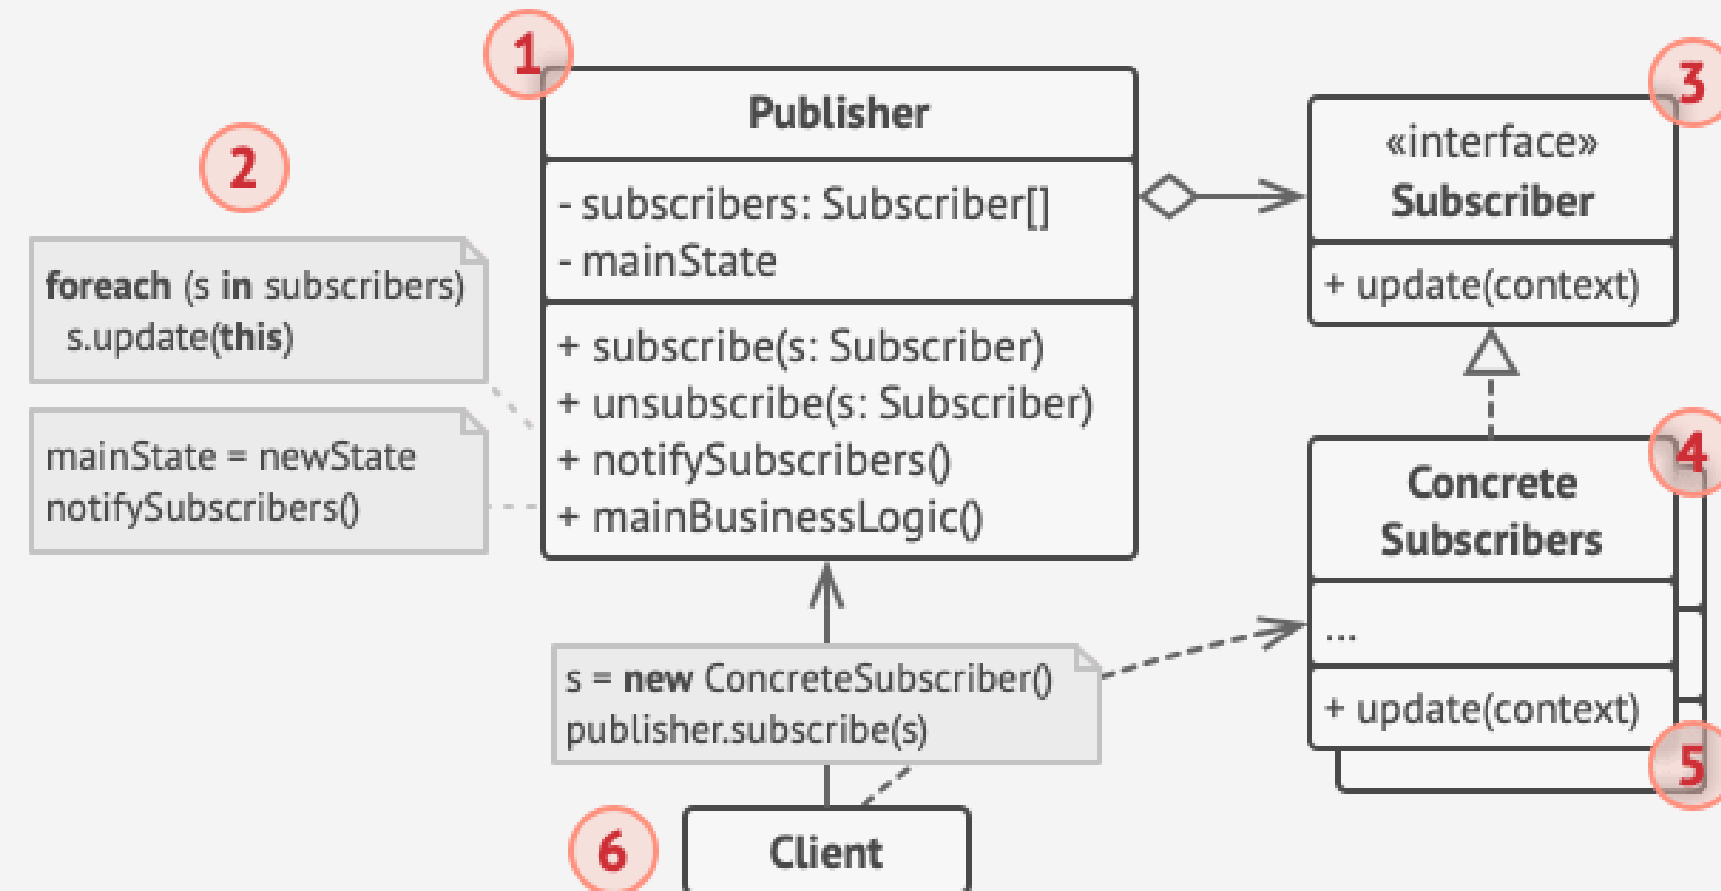 1
Publisher
- subscribers: Subscriber[]
- mainState
+ subscribe(s: Subscriber)
+ unsubscribe(s: Subscriber)
+ notifySubscribers()
+ mainBusinessLogic()
2
foreach (s in subscribers)
s.update(this)
mainState = newState
notifySubscribers()
3
«interface»
Subscriber
+ update(context)
4
Concrete
Subscribers
...
+ update(context)
5
s = new ConcreteSubscriber()
publisher.subscribe(s)
6
Client